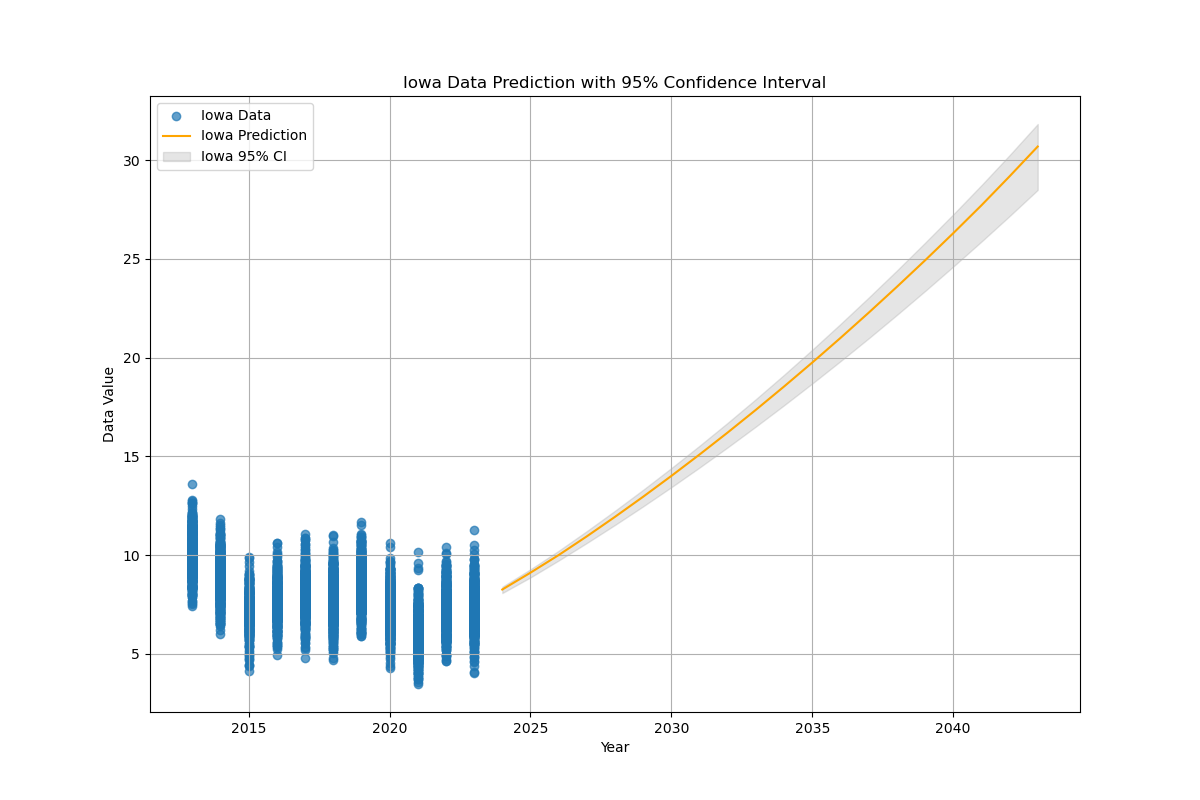 Iowa Data Prediction with 95% Confidence Interval
Iowa Data
Iowa Prediction
Iowa 95% CI
30
25
20
15
10
5
Data Value
2015 2020 2025 2030 2035 2040
Year